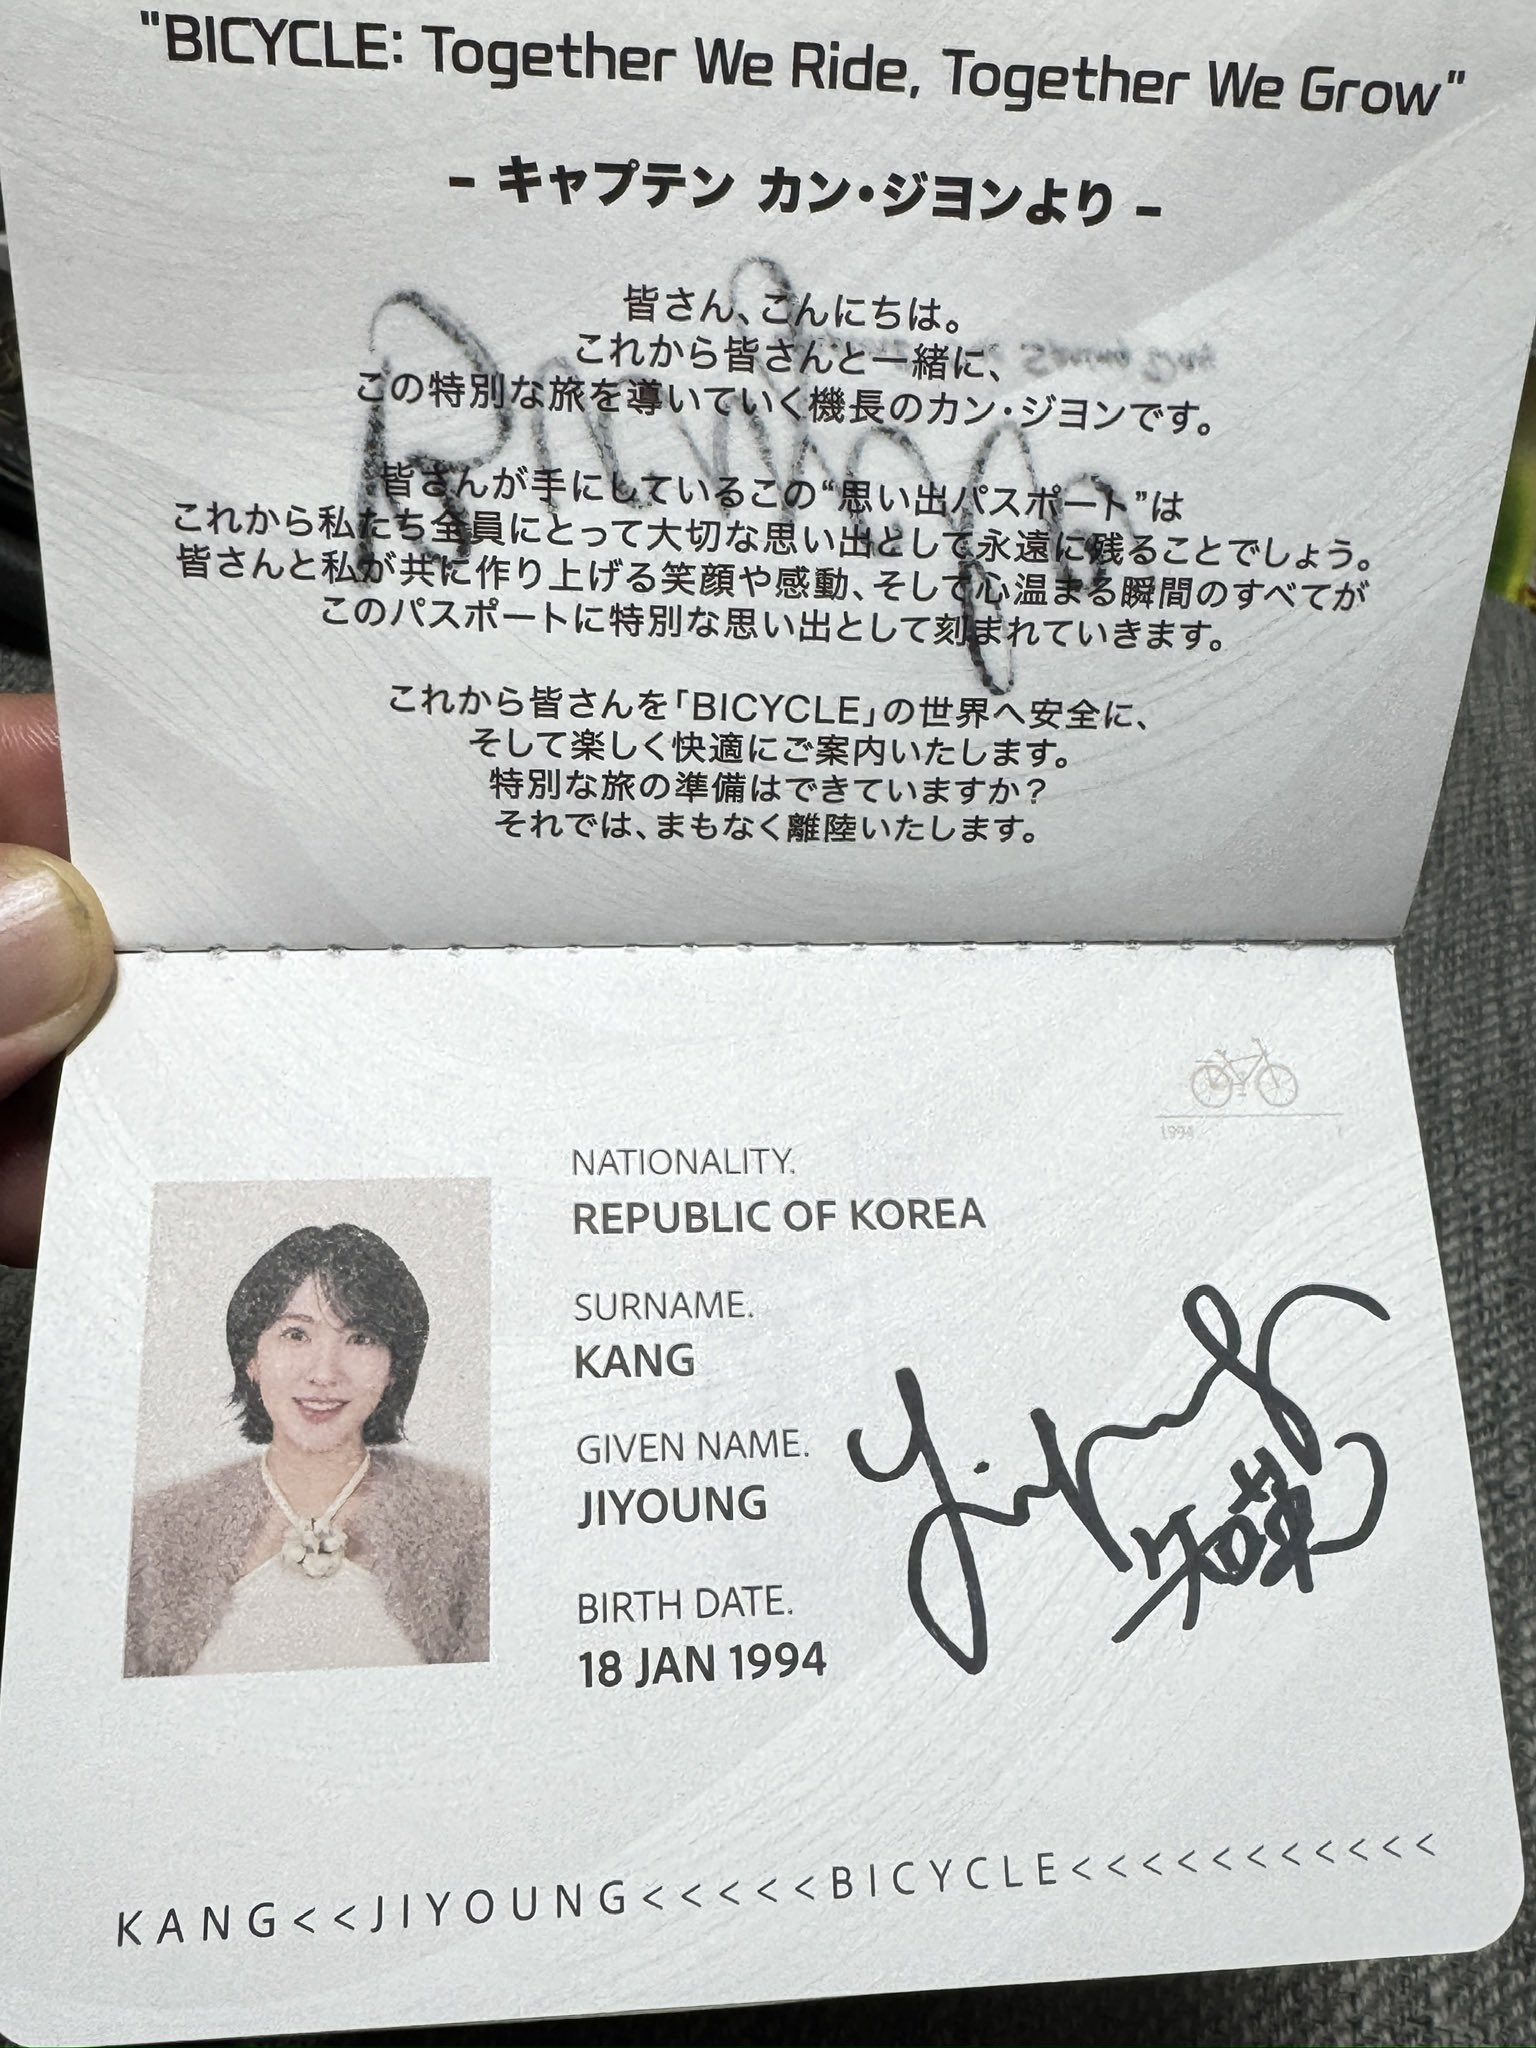 "BICYCLE: Together We Ride, Together We Grow"
- キャプテン カン・ジヨンより -
皆さん、こんにちは。
これから皆さんと一緒に、
この特別な旅を導いていく機長のカン・ジヨンです。
皆さんが手にしているこの“思い出パスポート”は
これから私たち全員にとって大切な思い出として永遠に残ることでしょう。
皆さんと私が共に作り上げる笑顔や感動、そして心温まる瞬間のすべてが
このパスポートに特別な思い出として刻まれていきます。
これから皆さんを「BICYCLE」の世界へ安全に、
そして楽しく快適にご案内いたします。
特別な旅の準備はできていますか？
それでは、まもなく離陸いたします。
1994
NATIONALITY.
REPUBLIC OF KOREA
SURNAME.
KANG
GIVEN NAME.
JIYOUNG
Jiyoung
知英
BIRTH DATE.
18 JAN 1994
KANG<<JIYOUNG<<<<<BICYCLE<<<<<<<<<<<